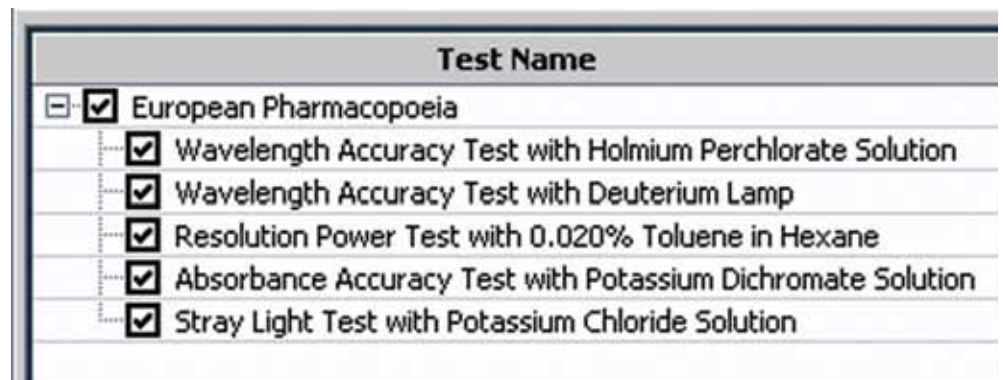 Test Name
European Pharmacopoeia
Wavelength Accuracy Test with Holmium Perchlorate Solution
Wavelength Accuracy Test with Deuterium Lamp
Resolution Power Test with 0.020% Toluene in Hexane
Absorbance Accuracy Test with Potassium Dichromate Solution
Stray Light Test with Potassium Chloride Solution